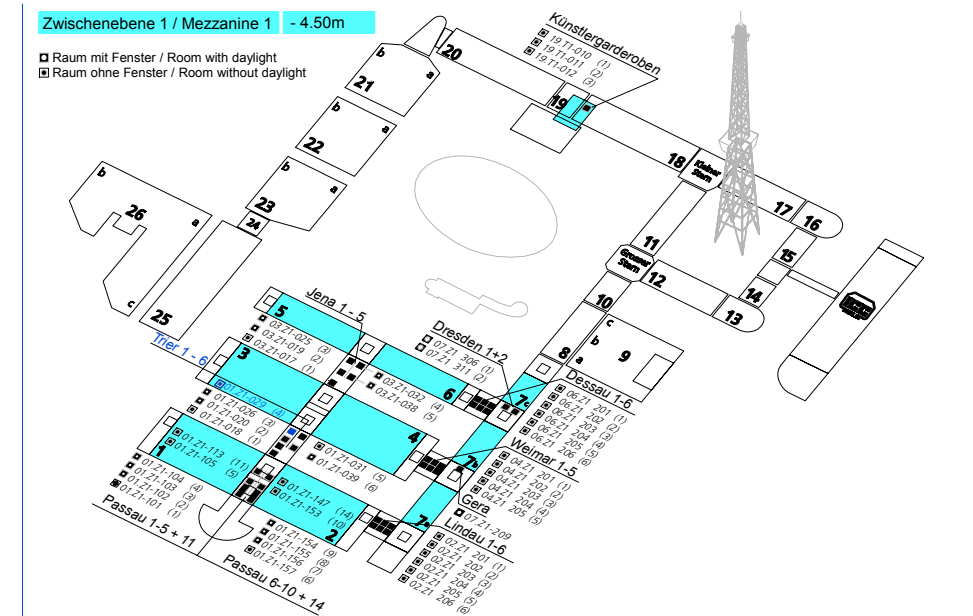 Zwischenebene 1 / Mezzanine 1 - 4.50m
Raum mit Fenster / Room with daylight
Raum ohne Fenster / Room without daylight
Künstlergarderoben
19.T1-010 (1)
19.T1-011 (2)
19.T1-012 (3)
20
b
a
21
b
a
22
b
a
23
24
b
a
26
c
25
19
18
Kleiner
Stern
17
16
15
14
13
12
11
Grosser
Stern
10
c
b
a
9
8
Jena 1 - 5
5
03.Z1-025 (3)
03.Z1-019 (2)
03.Z1-017 (1)
03.Z1-032 (4)
03.Z1-038 (5)
6
Dresden 1+2
07.Z1 306 (1)
07.Z1 311 (2)
7c
Trier 1 - 6
3
01.Z1-029 (4)
01.Z1-026 (3)
01.Z1-020 (2)
01.Z1-018 (1)
4
01.Z1-031 (5)
01.Z1-039 (6)
7b
Dessau 1-6
06.Z1 201 (1)
06.Z1 202 (2)
06.Z1 203 (3)
06.Z1 204 (4)
06.Z1 205 (5)
06.Z1 206 (6)
Weimar 1-5
04.Z1 201 (1)
04.Z1 202 (2)
04.Z1 203 (3)
04.Z1 204 (4)
04.Z1 205 (5)
Gera
07.Z1-209
1
01.Z1-113 (11)
01.Z1-105 (5)
01.Z1-104 (4)
01.Z1-103 (3)
01.Z1-102 (2)
01.Z1-101 (1)
Passau 1-5 + 11
01.Z1-147 (14)
01.Z1-153 (10)
2
01.Z1-154 (9)
01.Z1-155 (8)
01.Z1-156 (7)
01.Z1-157 (6)
Passau 6-10 + 14
7a
Lindau 1-6
02.Z1 201 (1)
02.Z1 202 (2)
02.Z1 203 (3)
02.Z1 204 (4)
02.Z1 205 (5)
02.Z1 206 (6)